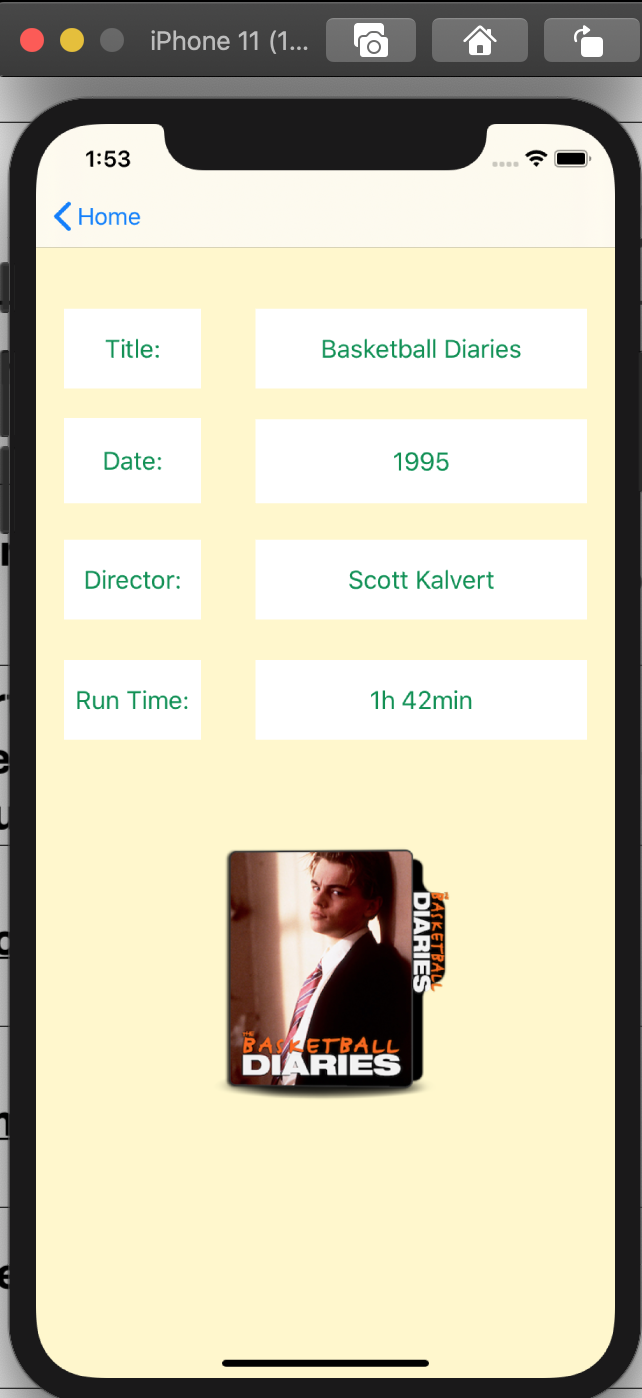 iPhone 11 (1...
1:53
Home
Title:
Basketball Diaries
Date:
1995
Director:
Scott Kalvert
Run Time:
1h 42min
THE
BASKETBALL
DIARIES
BASKETBALL
DIARIES